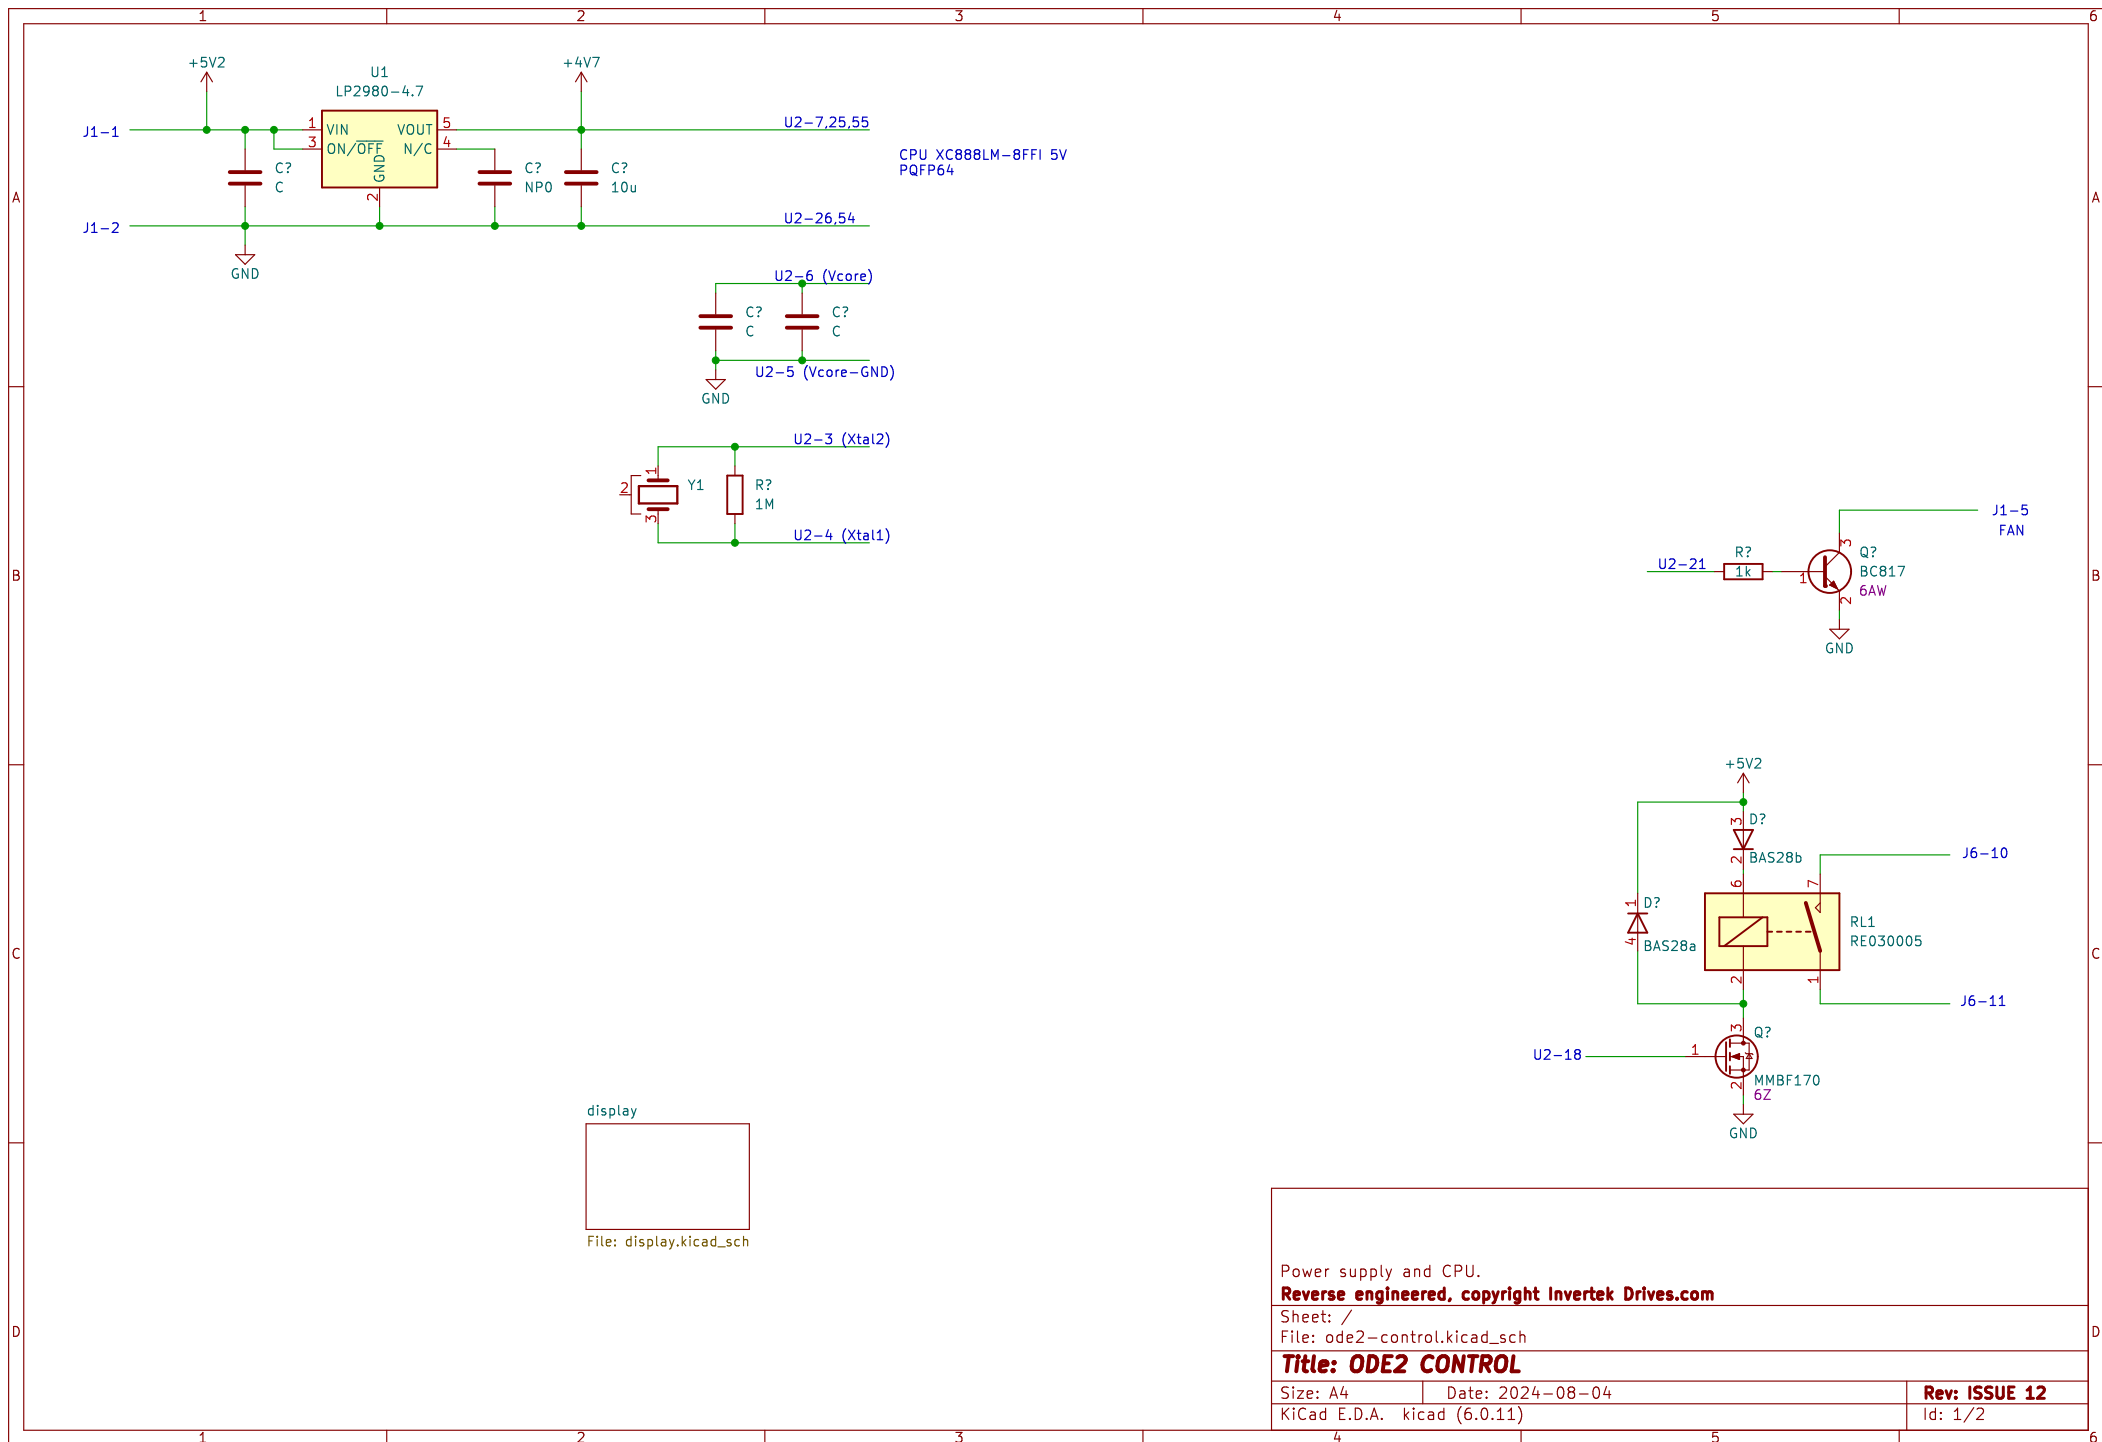 1 2 3 4 5 6
+5V2
U1
LP2980-4.7
+4V7
J1-1
1 VIN VOUT 5
3 ON/OFF N/C 4
GND
2
U2-7,25,55
C?
C
C?
NP0
C?
10u
CPU XC888LM-8FFI 5V
PQFP64
A A
J1-2
U2-26,54
GND
U2-6 (Vcore)
C?
C
C?
C
U2-5 (Vcore-GND)
GND
U2-3 (Xtal2)
1
2
3
Y1
R?
1M
U2-4 (Xtal1)
J1-5
FAN
U2-21
R?
1k
1
3
2
Q?
BC817
6AW
GND
B B
+5V2
3
D?
2
BAS28b
J6-10
6
7
1
D?
4
BAS28a
RL1
RE030005
2
1
J6-11
C C
U2-18
1
3
Q?
2
MMBF170
6Z
GND
display
File: display.kicad_sch
Power supply and CPU.
Reverse engineered, copyright Invertek Drives.com
Sheet: /
File: ode2-control.kicad_sch
D D
Title: ODE2 CONTROL
Size: A4 Date: 2024-08-04 Rev: ISSUE 12
KiCad E.D.A. kicad (6.0.11) Id: 1/2
1 2 3 4 5 6